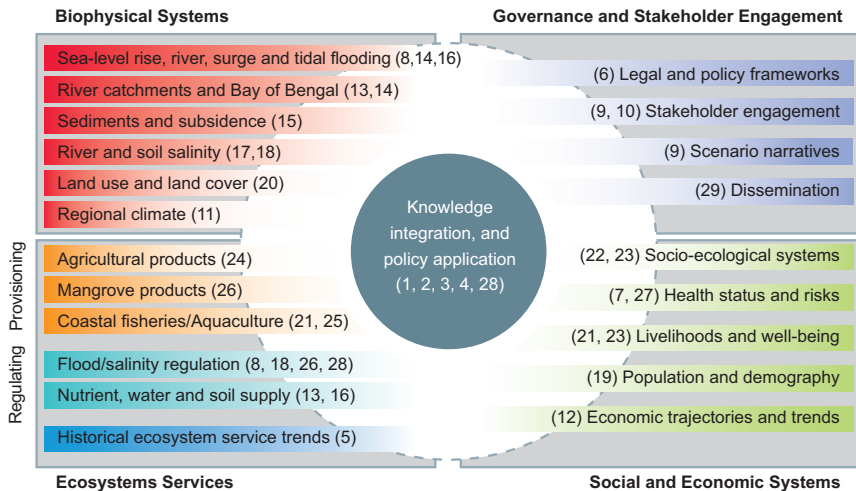 Biophysical Systems
Sea-level rise, river, surge and tidal flooding (8,14,16)
River catchments and Bay of Bengal (13,14)
Sediments and subsidence (15)
River and soil salinity (17,18)
Land use and land cover (20)
Regional climate (11)
Governance and Stakeholder Engagement
(6) Legal and policy frameworks
(9, 10) Stakeholder engagement
(9) Scenario narratives
(29) Dissemination
Knowledge
integration, and
policy application
(1, 2, 3, 4, 28)
Provisioning
Agricultural products (24)
Mangrove products (26)
Coastal fisheries/Aquaculture (21, 25)
Regulating
Flood/salinity regulation (8, 18, 26, 28)
Nutrient, water and soil supply (13, 16)
Historical ecosystem service trends (5)
Ecosystems Services
(22, 23) Socio-ecological systems
(7, 27) Health status and risks
(21, 23) Livelihoods and well-being
(19) Population and demography
(12) Economic trajectories and trends
Social and Economic Systems